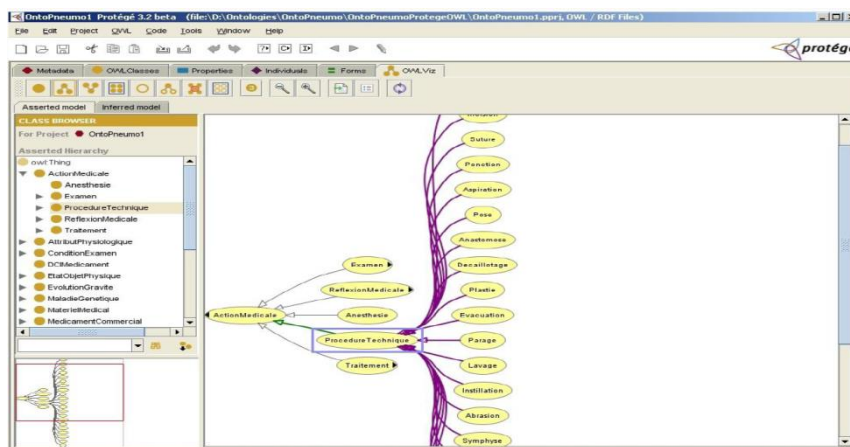 OntoPneumo1 Protégé 3.2 beta (file:\D:\Ontologies\OntoPneumo\OntoPneumoProtegeOWL\OntoPneumo1.pprj, OWL / RDF Files)
File Edit Project OWL Code Tools Window Help
protégé
Metadata OWLClasses Properties Individuals Forms OWLViz
Asserted model Inferred model
CLASS BROWSER
For Project OntoPneumo1
Asserted Hierarchy
owl:Thing
ActionMedicale
Anesthesie
Examen
ProcedureTechnique
ReflexionMedicale
Traitement
AttributPhysiologique
ConditionExamen
DCIMedicament
EtatObjetPhysique
EvolutionGravite
MaladieGenetique
MaterielMedical
MedicamentCommercial
Suture
Ponction
Aspiration
Pose
Anastomose
Examen
Decaillotage
ReflexionMedicale
Plastie
ActionMedicale
Anesthesie
Evacuation
ProcedureTechnique
Parage
Traitement
Lavage
Instillation
Abrasion
Symphyse